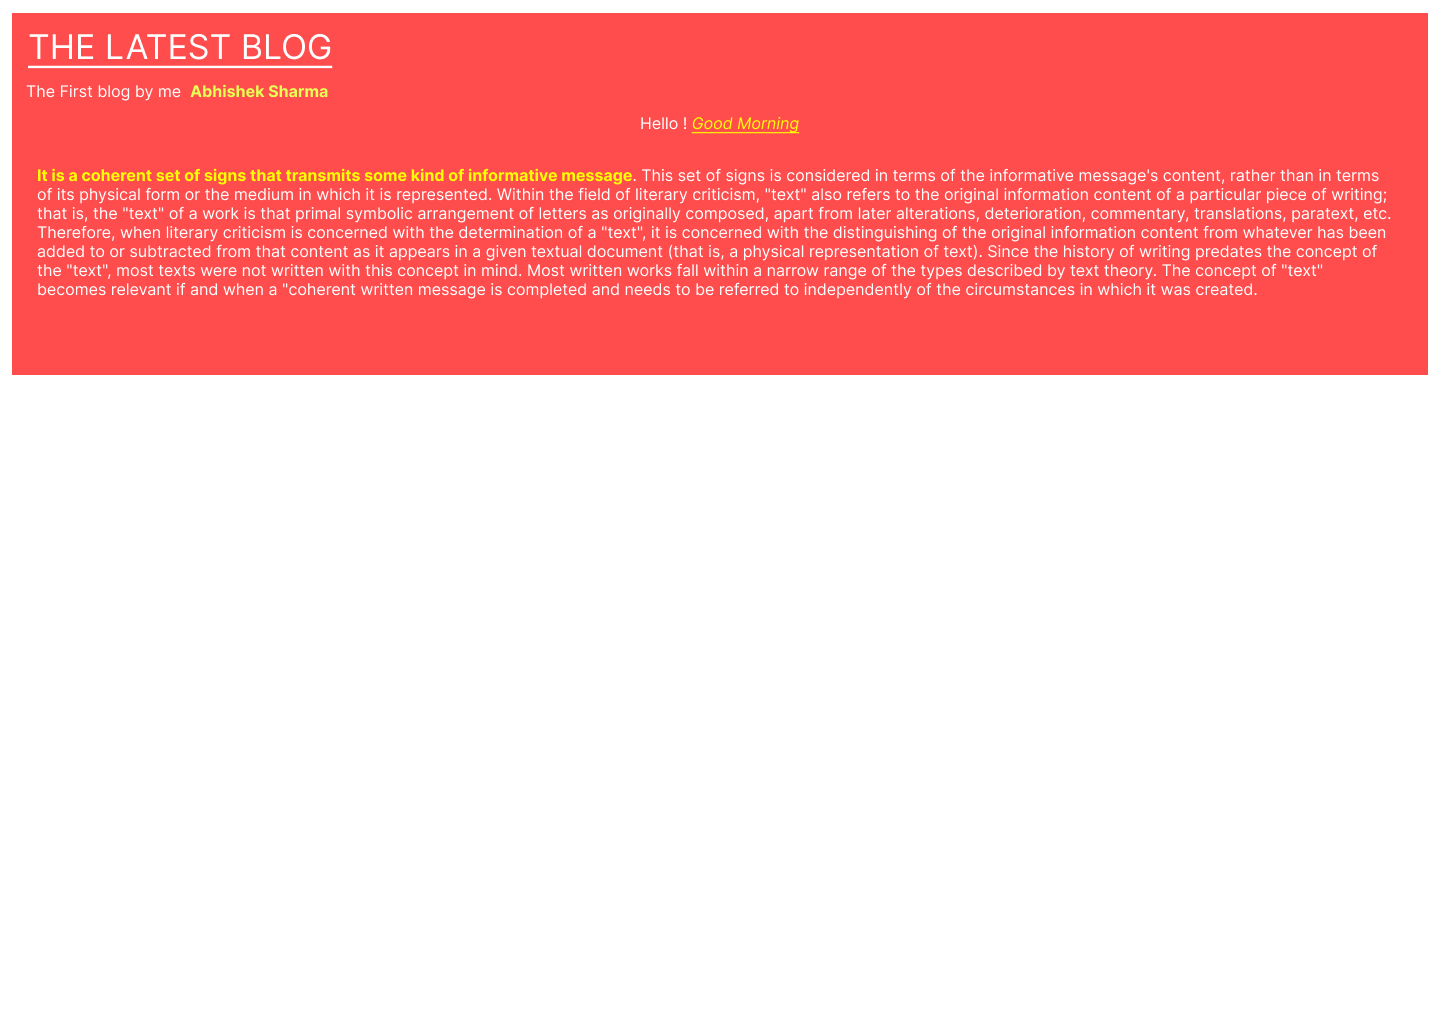 THE LATEST BLOG
The First blog by me Abhishek Sharma
Hello ! Good Morning
It is a coherent set of signs that transmits some kind of informative message. This set of signs is considered in terms of the informative message's content, rather than in terms
of its physical form or the medium in which it is represented. Within the field of literary criticism, "text" also refers to the original information content of a particular piece of writing;
that is, the "text" of a work is that primal symbolic arrangement of letters as originally composed, apart from later alterations, deterioration, commentary, translations, paratext, etc.
Therefore, when literary criticism is concerned with the determination of a "text", it is concerned with the distinguishing of the original information content from whatever has been
added to or subtracted from that content as it appears in a given textual document (that is, a physical representation of text). Since the history of writing predates the concept of
the "text", most texts were not written with this concept in mind. Most written works fall within a narrow range of the types described by text theory. The concept of "text"
becomes relevant if and when a "coherent written message is completed and needs to be referred to independently of the circumstances in which it was created.